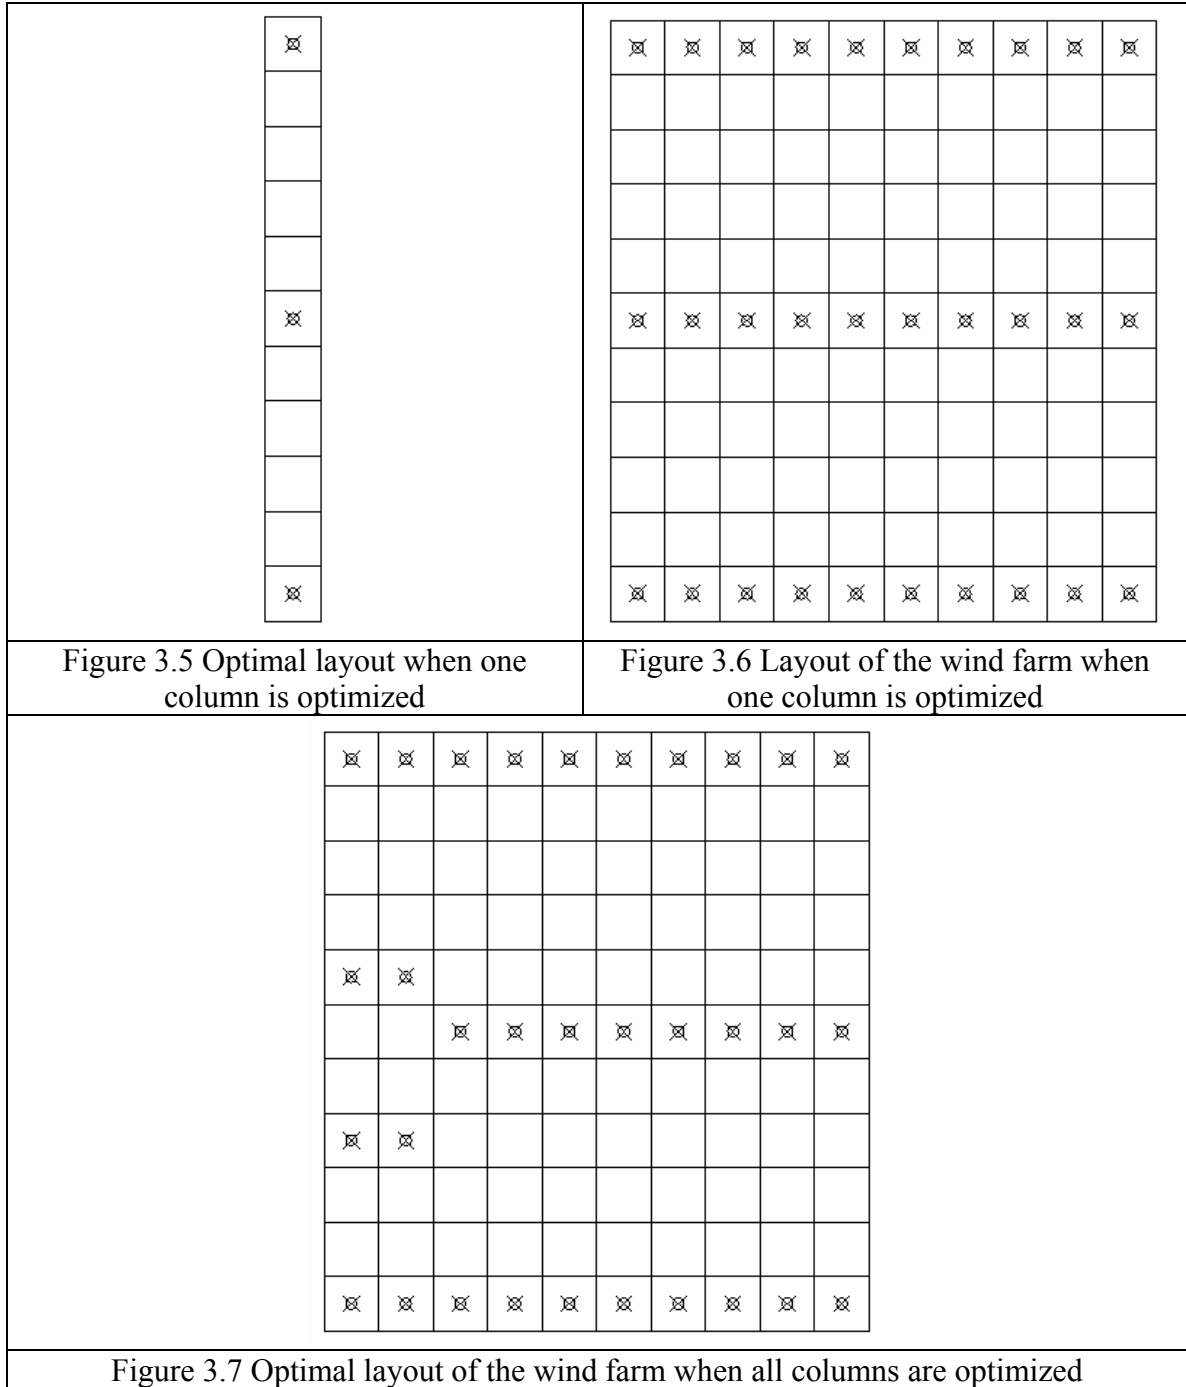 Figure 3.5 Optimal layout when one
column is optimized
Figure 3.6 Layout of the wind farm when
one column is optimized
Figure 3.7 Optimal layout of the wind farm when all columns are optimized